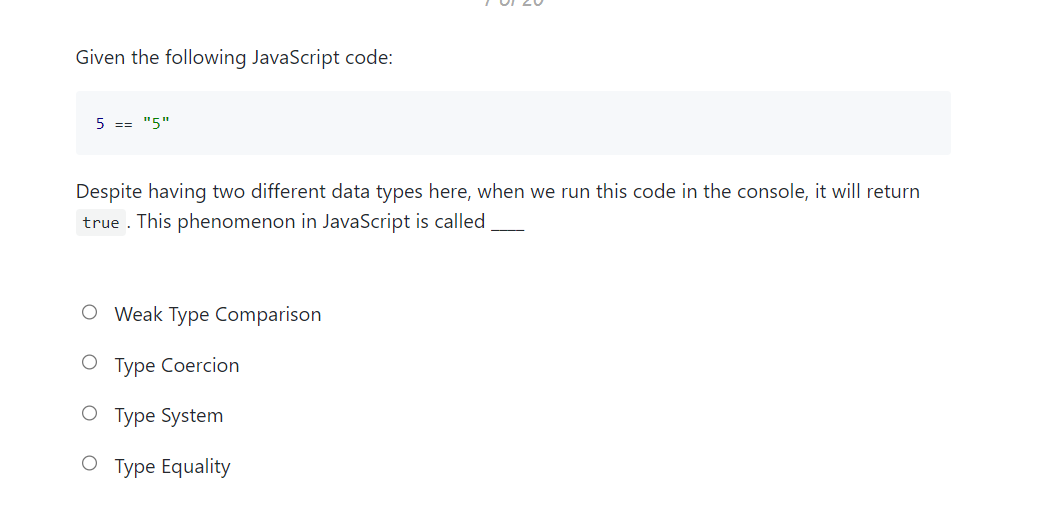 Given the following JavaScript code:
5 == "5"
Despite having two different data types here, when we run this code in the console, it will return
true . This phenomenon in JavaScript is called ____
Weak Type Comparison
Type Coercion
Type System
Type Equality